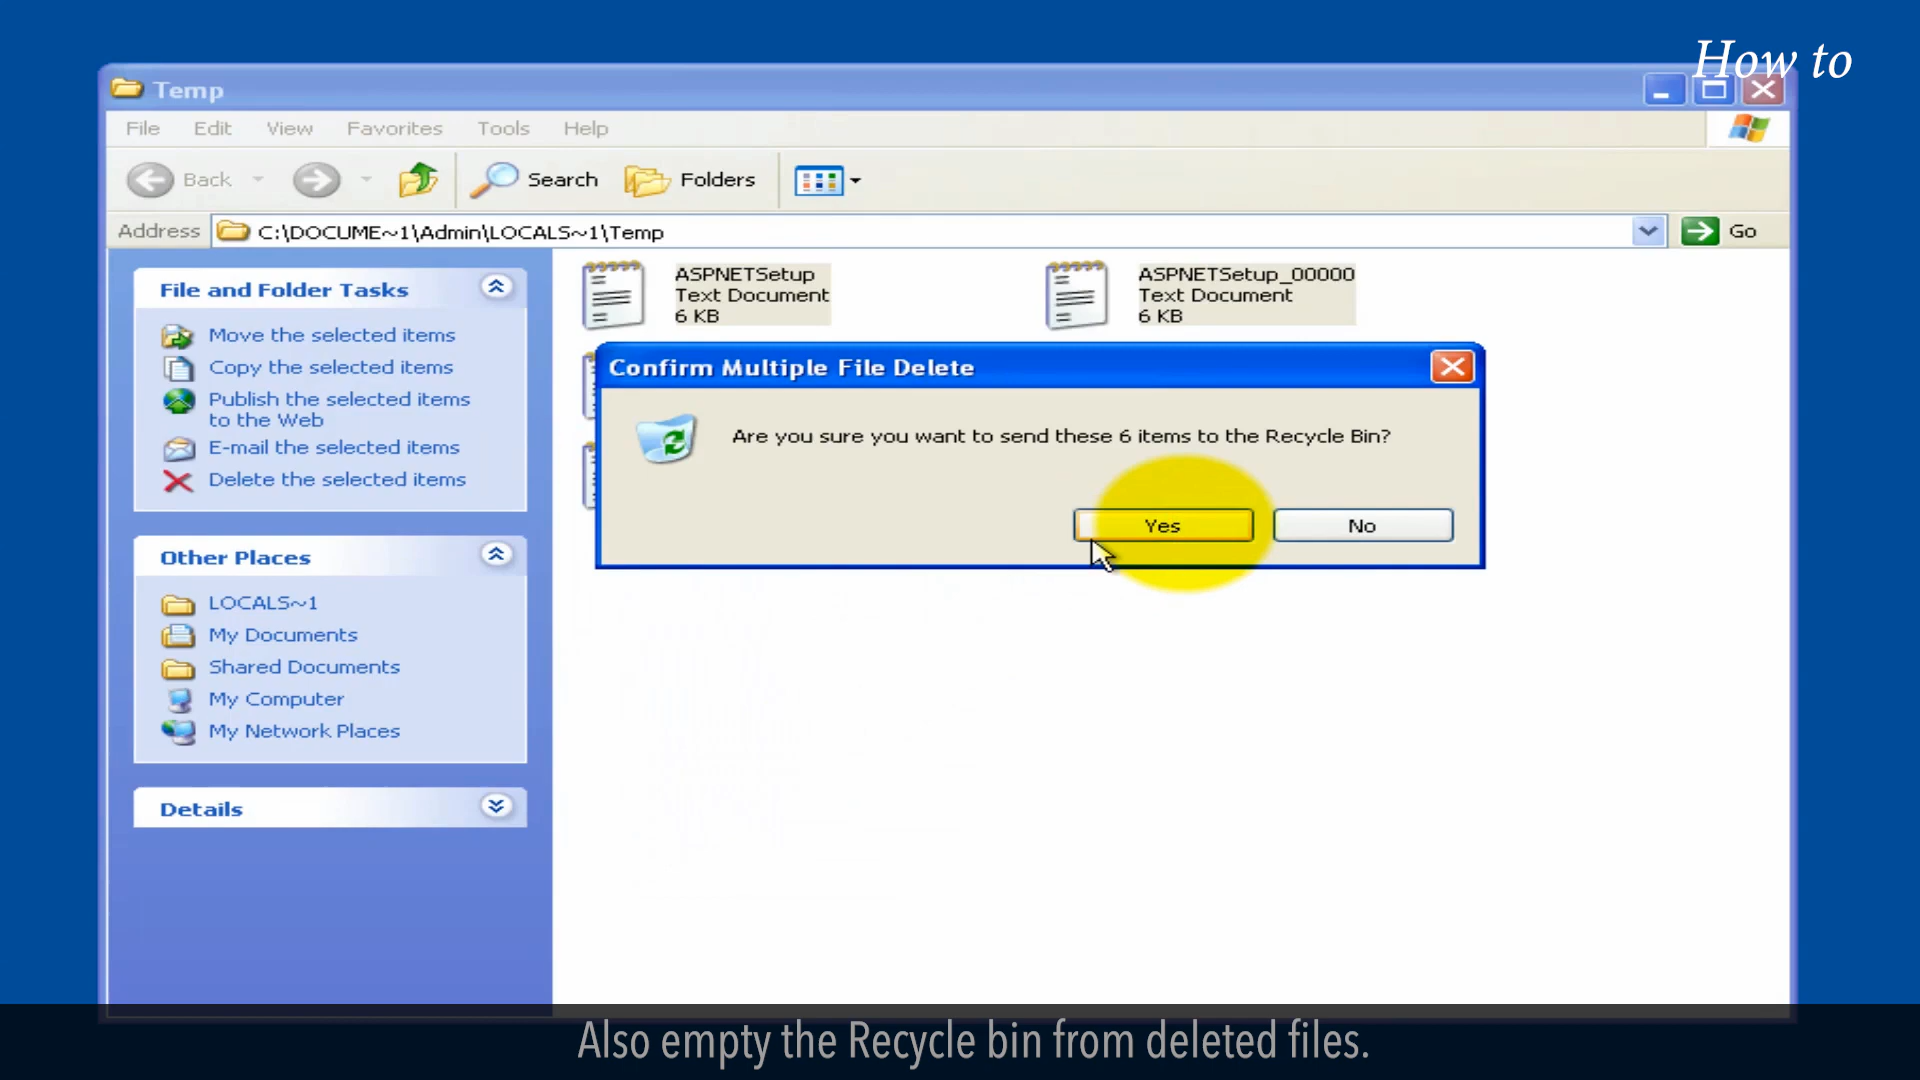 How to
Temp
File Edit View Favorites Tools Help
Back Search Folders
Address C:\DOCUME~1\Admin\LOCALS~1\Temp Go
File and Folder Tasks
Move the selected items
Copy the selected items
Publish the selected items
to the Web
E-mail the selected items
Delete the selected items
Other Places
LOCALS~1
My Documents
Shared Documents
My Computer
My Network Places
Details
ASPNETSetup
Text Document
6 KB
ASPNETSetup_00000
Text Document
6 KB
Confirm Multiple File Delete
Are you sure you want to send these 6 items to the Recycle Bin?
Yes No
Also empty the Recycle bin from deleted files.